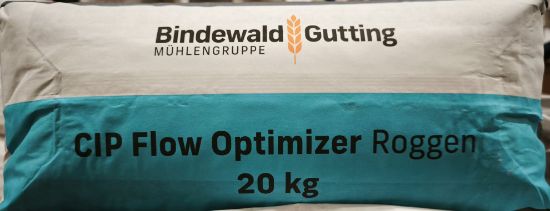 Bindewald Gutting
MÜHLENGRUPPE
CIP Flow Optimizer Roggen
20 kg